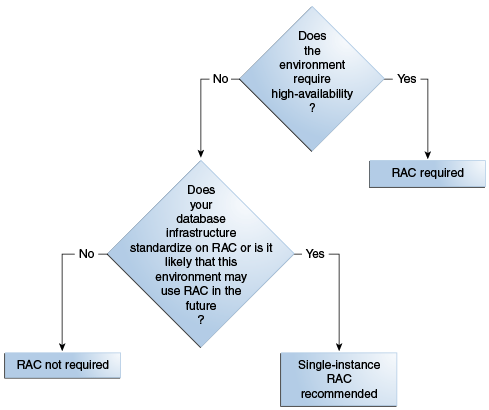 Does
the
environment
require
high-availability
?
No
Yes
RAC required
Does
your
database
infrastructure
standardize on RAC or is it
likely that this
environment may
use RAC in the
future
?
No
Yes
RAC not required
Single-instance
RAC
recommended